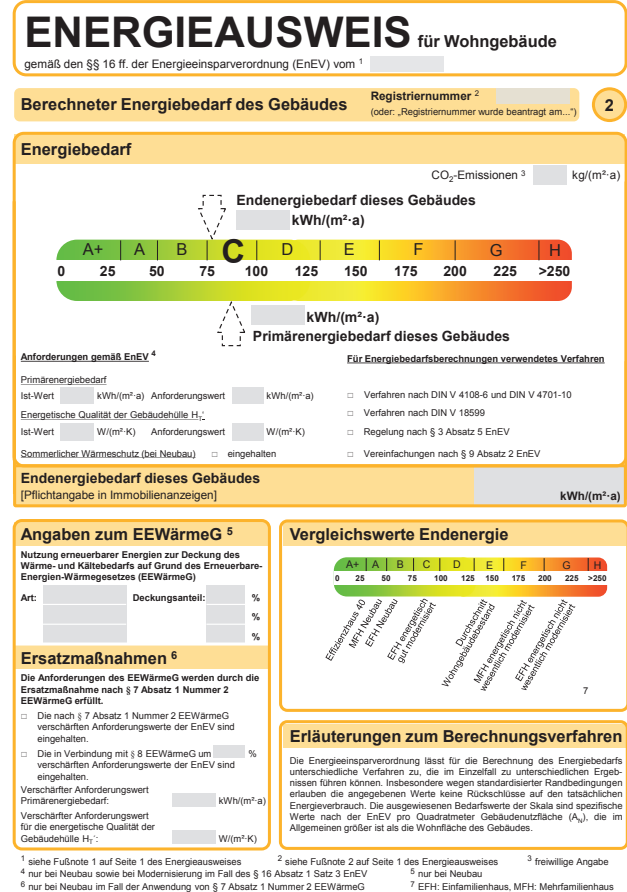 ENERGIEAUSWEIS für Wohngebäude
gemäß den §§ 16 ff. der Energieeinsparverordnung (EnEV) vom 1
Berechneter Energiebedarf des Gebäudes
Registriernummer 2
(oder: „Registriernummer wurde beantragt am...")
2
Energiebedarf
CO2-Emissionen 3 kg/(m²·a)
Endenergiebedarf dieses Gebäudes
kWh/(m²·a)
A+ A B C D E F G H
0 25 50 75 100 125 150 175 200 225 >250
kWh/(m²·a)
Primärenergiebedarf dieses Gebäudes
Anforderungen gemäß EnEV 4
Primärenergiebedarf
Ist-Wert kWh/(m²·a) Anforderungswert kWh/(m²·a)
Energetische Qualität der Gebäudehülle HT'
Ist-Wert W/(m²·K) Anforderungswert W/(m²·K)
Sommerlicher Wärmeschutz (bei Neubau) □ eingehalten
Für Energiebedarfsberechnungen verwendetes Verfahren
□ Verfahren nach DIN V 4108-6 und DIN V 4701-10
□ Verfahren nach DIN V 18599
□ Regelung nach § 3 Absatz 5 EnEV
□ Vereinfachungen nach § 9 Absatz 2 EnEV
Endenergiebedarf dieses Gebäudes
[Pflichtangabe in Immobilienanzeigen]
kWh/(m²·a)
Angaben zum EEWärmeG 5
Nutzung erneuerbarer Energien zur Deckung des
Wärme- und Kältebedarfs auf Grund des Erneuerbare-
Energien-Wärmegesetzes (EEWärmeG)
Art: Deckungsanteil: %
%
%
Ersatzmaßnahmen 6
Die Anforderungen des EEWärmeG werden durch die
Ersatzmaßnahme nach § 7 Absatz 1 Nummer 2
EEWärmeG erfüllt.
□ Die nach § 7 Absatz 1 Nummer 2 EEWärmeG
verschärften Anforderungswerte der EnEV sind
eingehalten.
□ Die in Verbindung mit § 8 EEWärmeG um %
verschärften Anforderungswerte der EnEV sind
eingehalten.
Verschärfter Anforderungswert
Primärenergiebedarf: kWh/(m²·a)
Verschärfter Anforderungswert
für die energetische Qualität der
Gebäudehülle HT': W/(m²·K)
Vergleichswerte Endenergie
A+ A B C D E F G H
0 25 50 75 100 125 150 175 200 225 >250
Effizienzhaus 40
MFH Neubau
EFH Neubau
EFH energetisch
gut modernisiert
Durchschnitt
Wohngebäudebestand
MFH energetisch nicht
wesentlich modernisiert
EFH energetisch nicht
wesentlich modernisiert
7
Erläuterungen zum Berechnungsverfahren
Die Energieeinsparverordnung lässt für die Berechnung des Energiebedarfs
unterschiedliche Verfahren zu, die im Einzelfall zu unterschiedlichen Ergeb-
nissen führen können. Insbesondere wegen standardisierter Randbedingungen
erlauben die angegebenen Werte keine Rückschlüsse auf den tatsächlichen
Energieverbrauch. Die ausgewiesenen Bedarfswerte der Skala sind spezifische
Werte nach der EnEV pro Quadratmeter Gebäudenutzfläche (AN), die im
Allgemeinen größer ist als die Wohnfläche des Gebäudes.
1 siehe Fußnote 1 auf Seite 1 des Energieausweises 2 siehe Fußnote 2 auf Seite 1 des Energieausweises 3 freiwillige Angabe
4 nur bei Neubau sowie bei Modernisierung im Fall des § 16 Absatz 1 Satz 3 EnEV 5 nur bei Neubau
6 nur bei Neubau im Fall der Anwendung von § 7 Absatz 1 Nummer 2 EEWärmeG 7 EFH: Einfamilienhaus, MFH: Mehrfamilienhaus